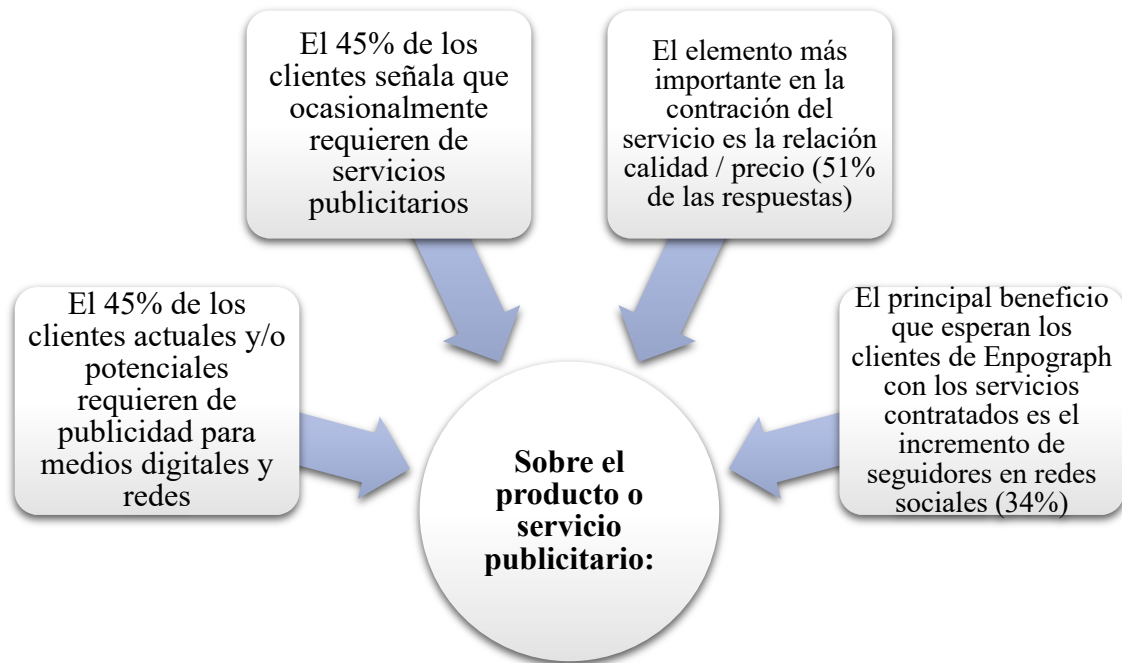 El 45% de los
clientes actuales y/o
potenciales
requieren de
publicidad para
medios digitales y
redes
El 45% de los
clientes señala que
ocasionalmente
requieren de
servicios
publicitarios
El elemento más
importante en la
contración del
servicio es la relación
calidad / precio (51%
de las respuestas)
El principal beneficio
que esperan los
clientes de Enpograph
con los servicios
contratados es el
incremento de
seguidores en redes
sociales (34%)
Sobre el
producto o
servicio
publicitario: